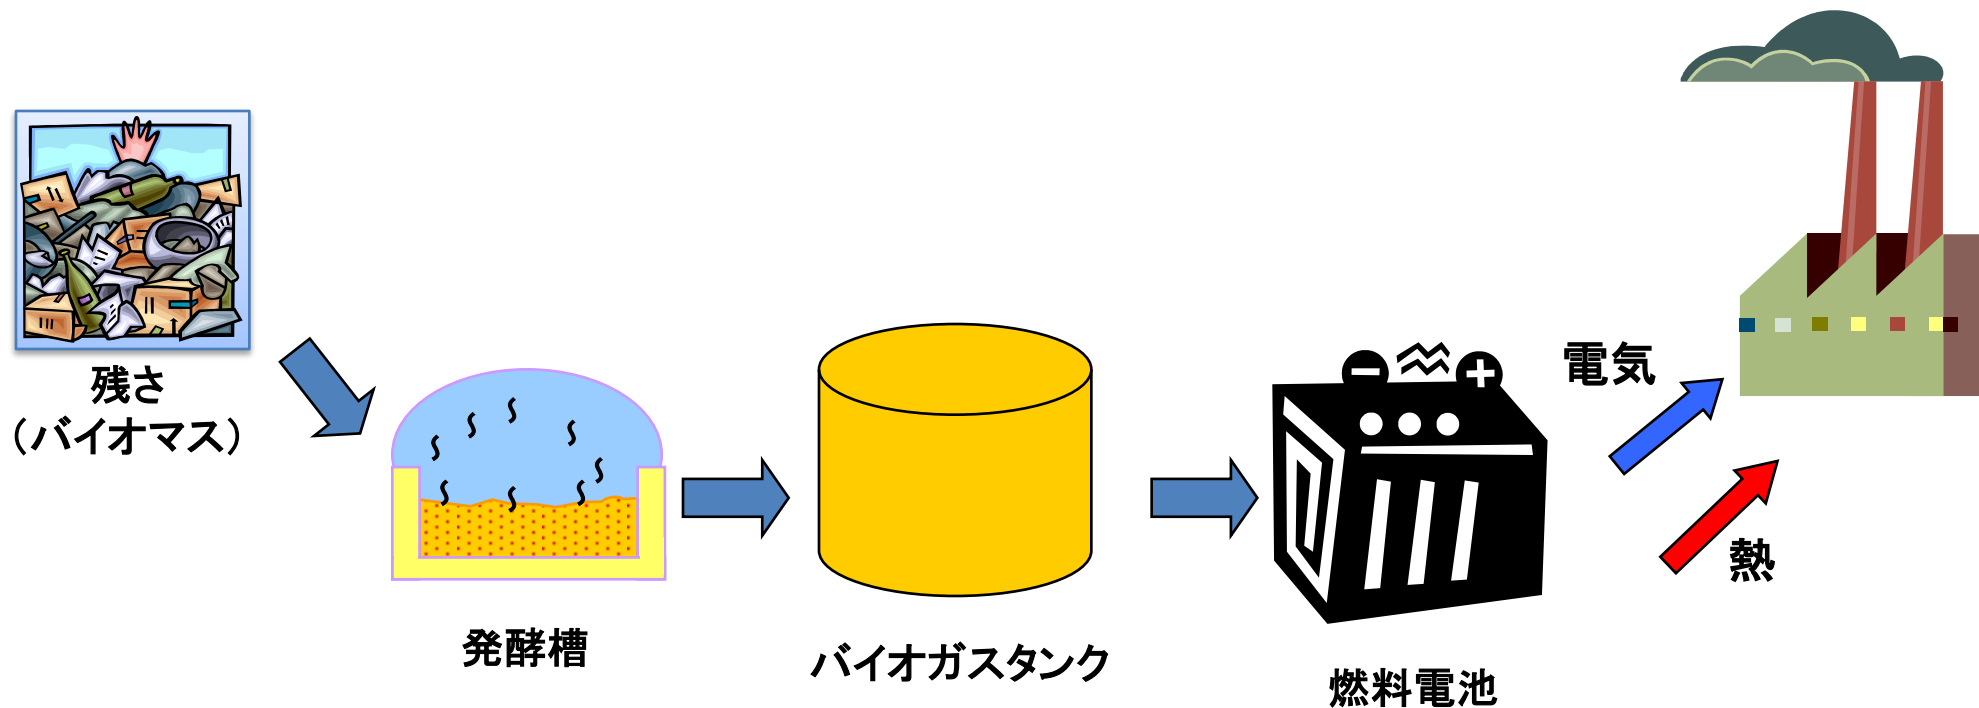 残さ
（バイオマス）
発酵槽
バイオガスタンク
燃料電池
電気
熱